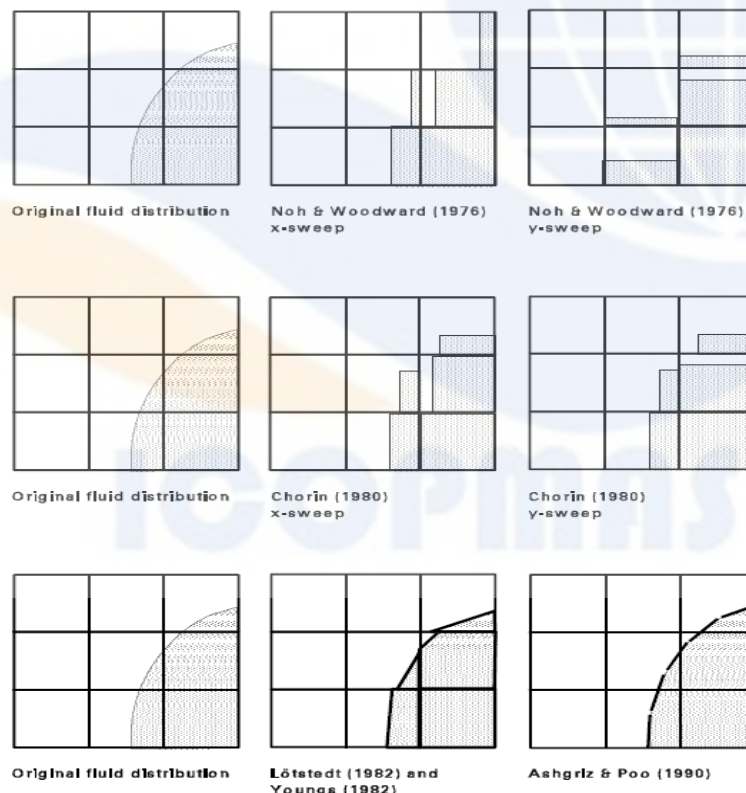 Original fluid distribution
Noh & Woodward (1976)
x-sweep
Noh & Woodward (1976)
y-sweep
Original fluid distribution
Chorin (1980)
x-sweep
Chorin (1980)
y-sweep
ICOPMAS
Original fluid distribution
Lötstedt (1982) and
Youngs (1982)
Ashgriz & Poo (1990)